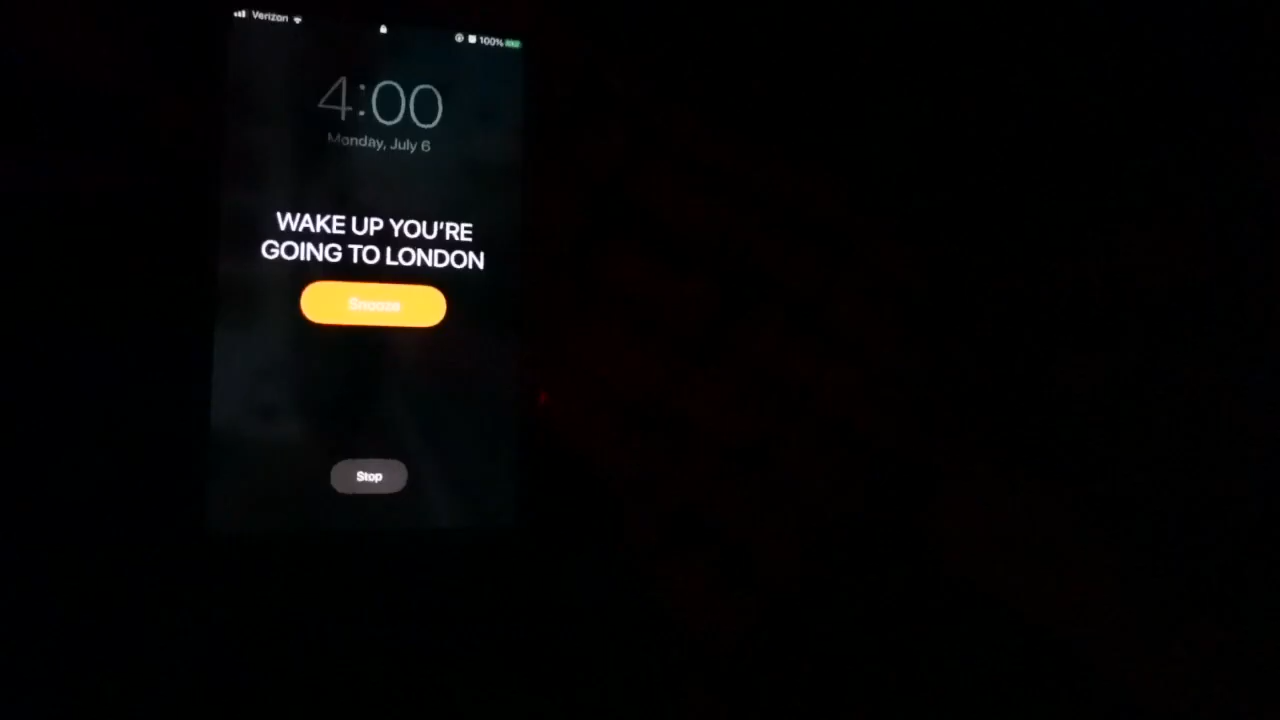 Verizon
100%
4:00
Monday, July 6
WAKE UP YOU'RE
GOING TO LONDON
Snooze
Stop